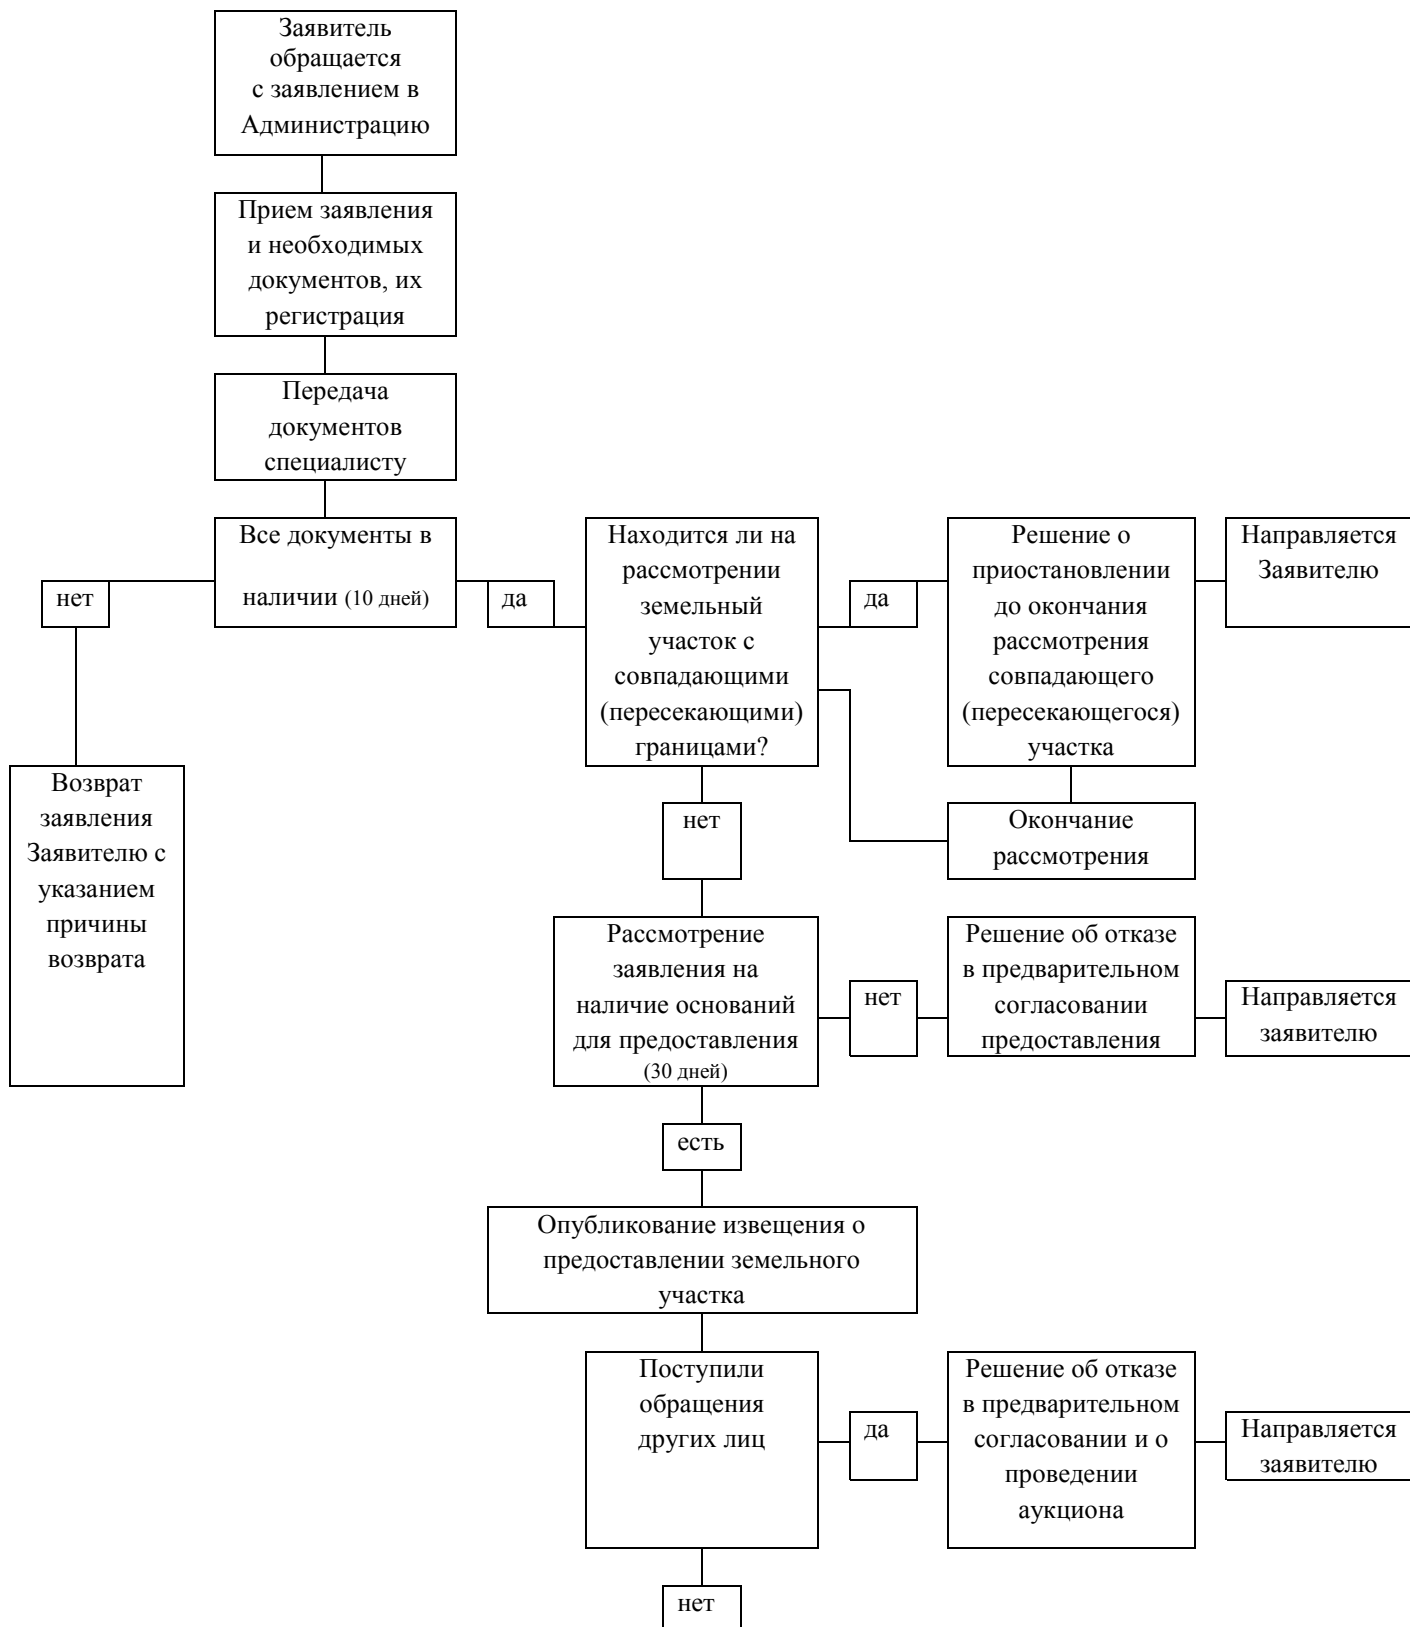 Заявитель
обращается
с заявлением в
Администрацию
Прием заявления
и необходимых
документов, их
регистрация
Передача
документов
специалисту
Все документы в
наличии (10 дней)
нет
да
Находится ли на
рассмотрении
земельный
участок с
совпадающими
(пересекающими)
границами?
да
Решение о
приостановлении
до окончания
рассмотрения
совпадающего
(пересекающегося)
участка
Направляется
Заявителю
Возврат
заявления
Заявителю с
указанием
причины
возврата
нет
Окончание
рассмотрения
Рассмотрение
заявления на
наличие оснований
для предоставления
(30 дней)
нет
Решение об отказе
в предварительном
согласовании
предоставления
Направляется
заявителю
есть
Опубликование извещения о
предоставлении земельного
участка
Поступили
обращения
других лиц
да
Решение об отказе
в предварительном
согласовании и о
проведении
аукциона
Направляется
заявителю
нет